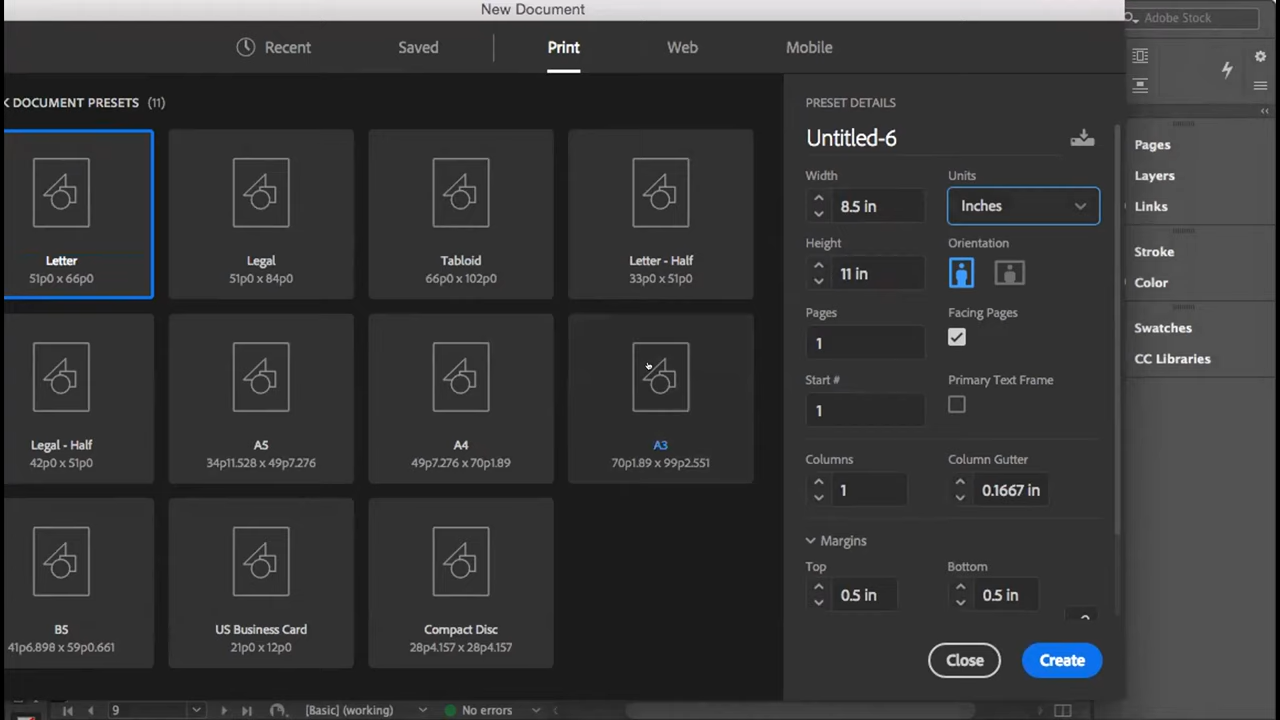 New Document
Adobe Stock
Recent Saved Print Web Mobile
K DOCUMENT PRESETS (11)
Letter
51p0 x 66p0
Legal
51p0 x 84p0
Tabloid
66p0 x 102p0
Letter - Half
33p0 x 51p0
Legal - Half
42p0 x 51p0
A5
34p11.528 x 49p7.276
A4
49p7.276 x 70p1.89
A3
70p1.89 x 99p2.551
B5
41p6.898 x 59p0.661
US Business Card
21p0 x 12p0
Compact Disc
28p4.157 x 28p4.157
PRESET DETAILS
Untitled-6
Width Units
8.5 in Inches
Height Orientation
11 in
Pages Facing Pages
1
Start # Primary Text Frame
1
Columns Column Gutter
1 0.1667 in
Margins
Top Bottom
0.5 in 0.5 in
Close Create
Pages
Layers
Links
Stroke
Color
Swatches
CC Libraries
9 [Basic] (working) No errors